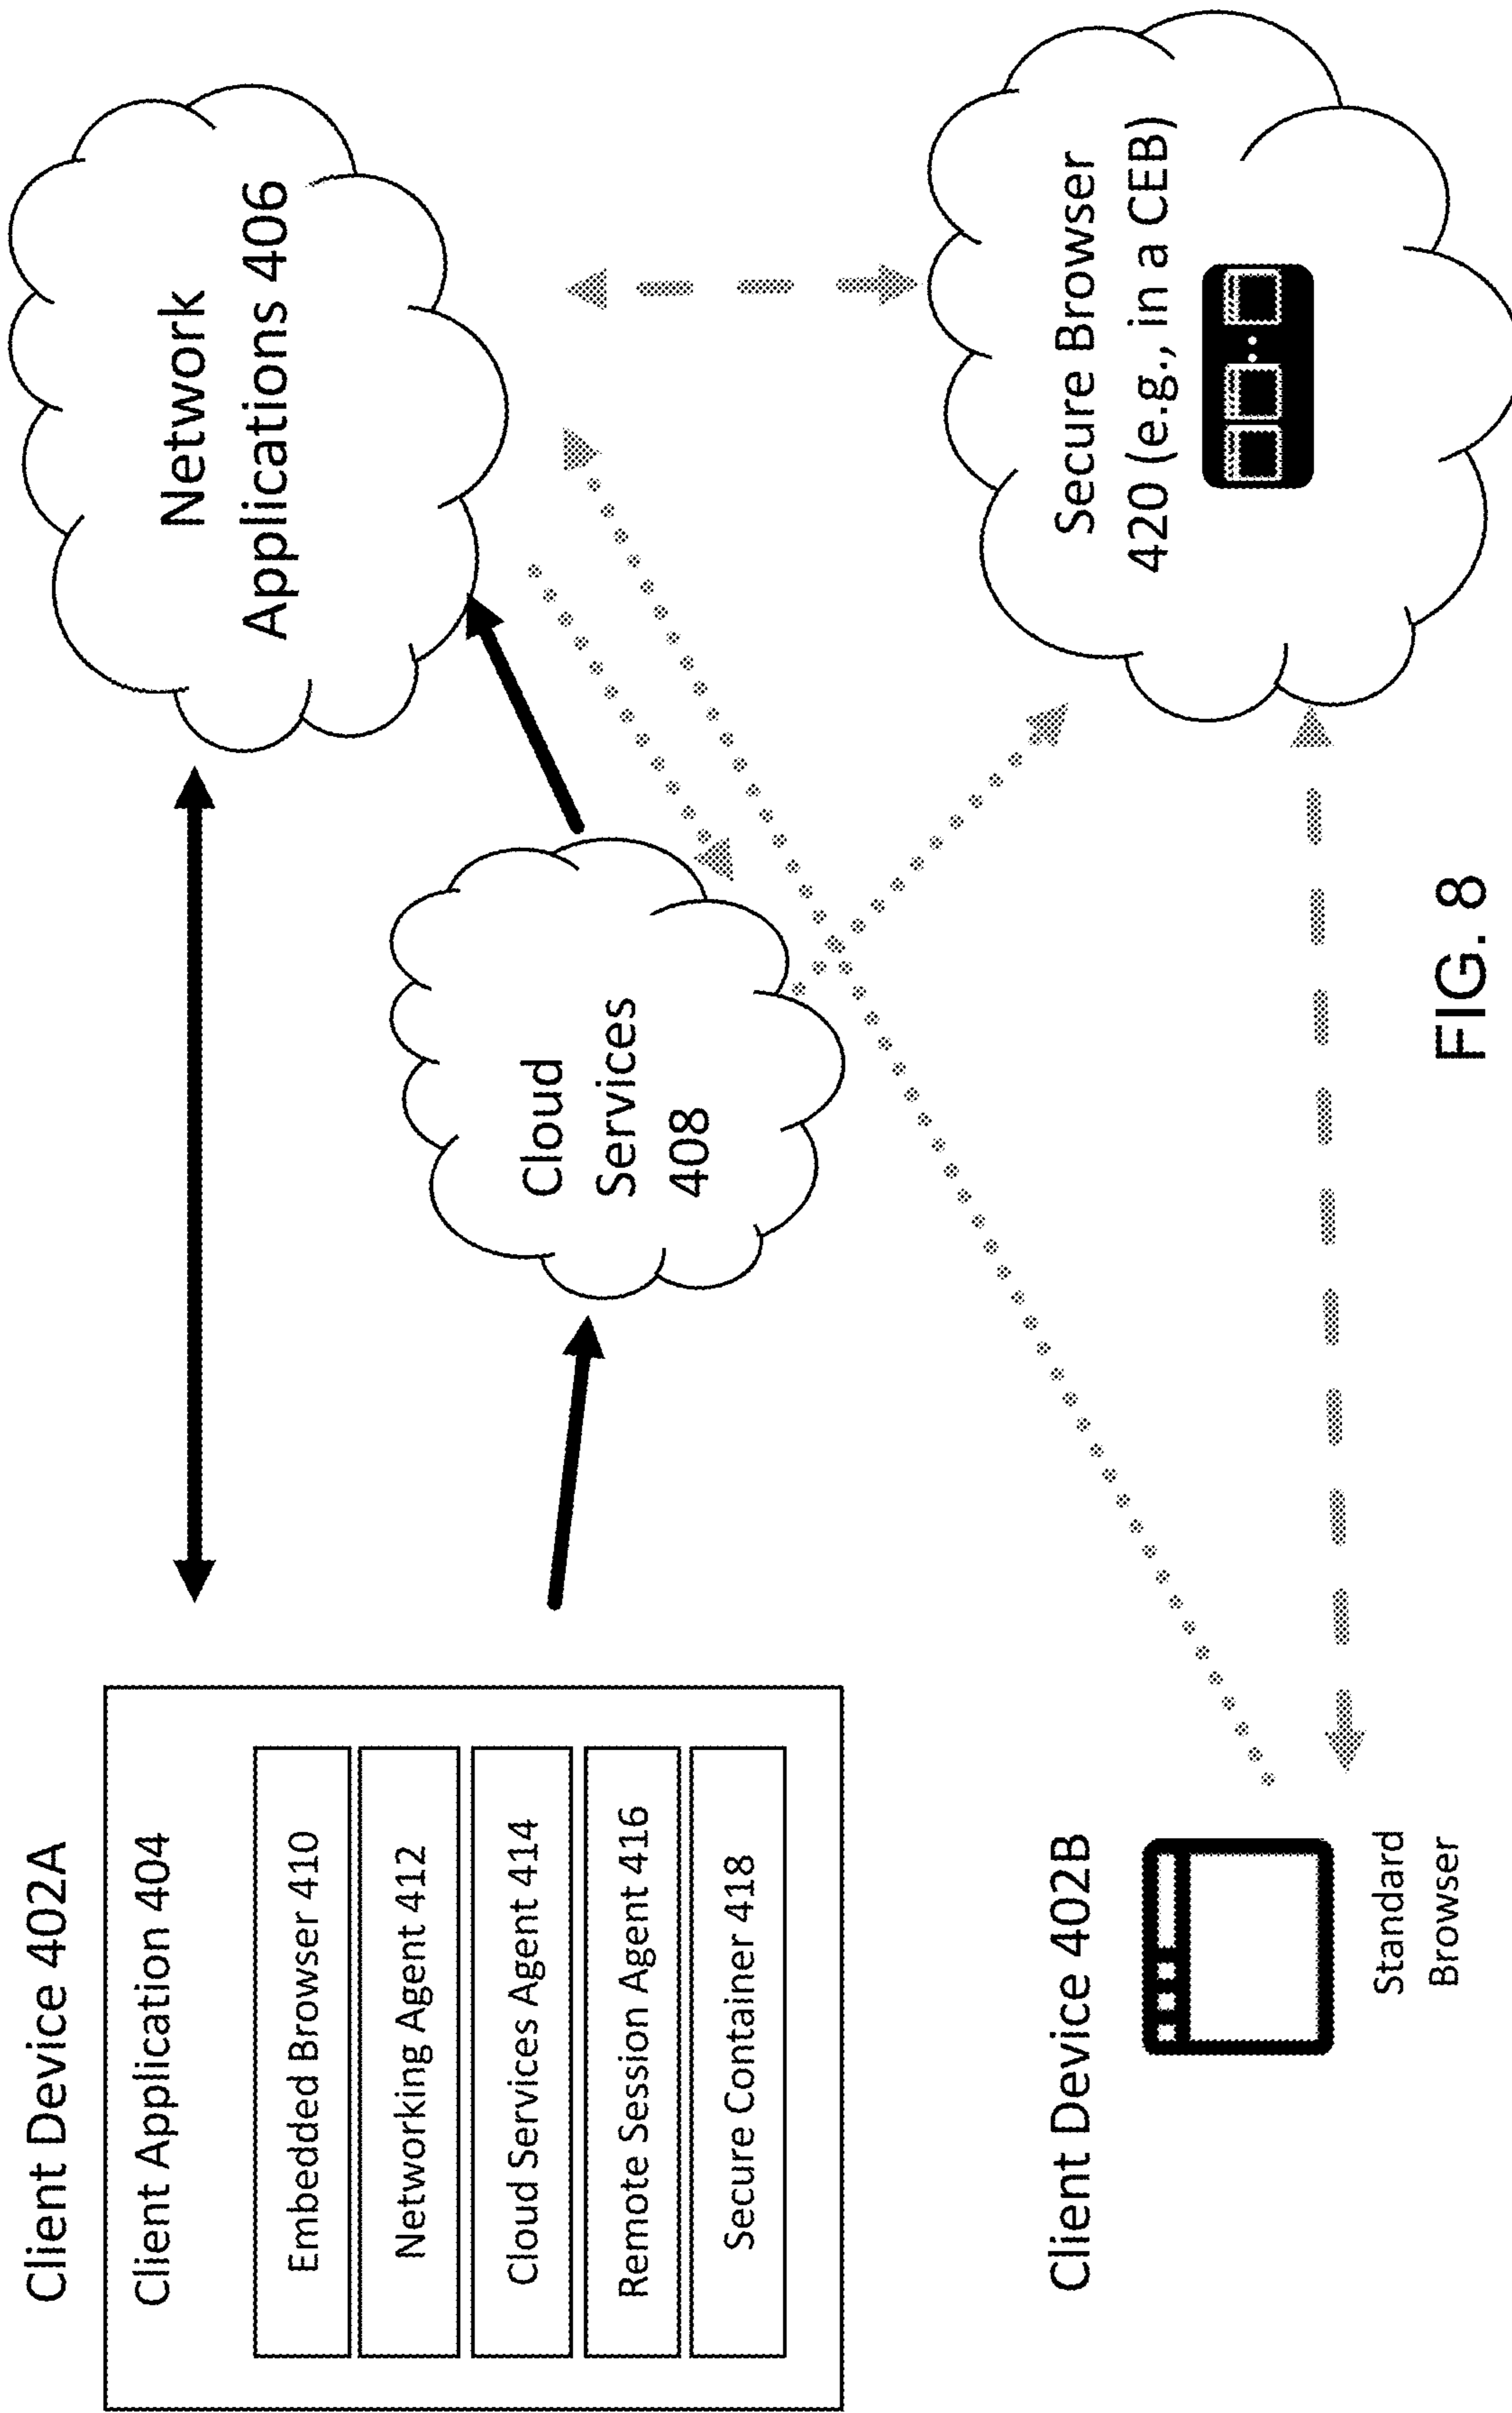 Client Device 402A
Client Application 404
Embedded Browser 410
Networking Agent 412
Cloud Services Agent 414
Remote Session Agent 416
Secure Container 418
Network
Applications 406
Cloud
Services
408
Client Device 402B
Standard
Browser
Secure Browser
420 (e.g., in a CEB)
FIG. 8